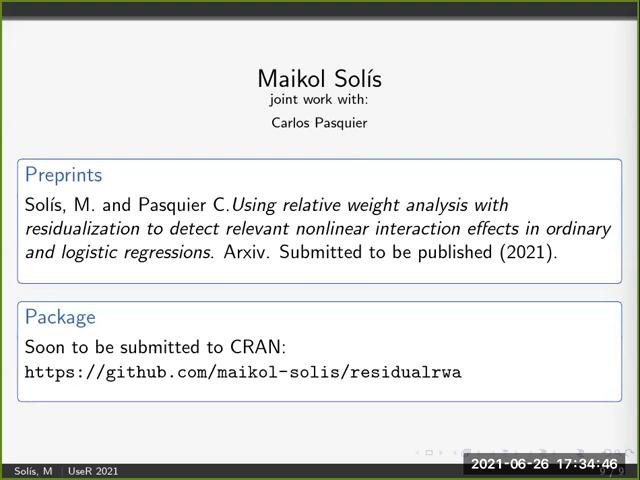 Maikol Solís
joint work with:
Carlos Pasquier
Preprints
Solís, M. and Pasquier C.Using relative weight analysis with
residualization to detect relevant nonlinear interaction effects in ordinary
and logistic regressions. Arxiv. Submitted to be published (2021).
Package
Soon to be submitted to CRAN:
https://github.com/maikol-solis/residualrwa
2021-06-26 17:34:46
Solís, M UseR 2021
9 / 9